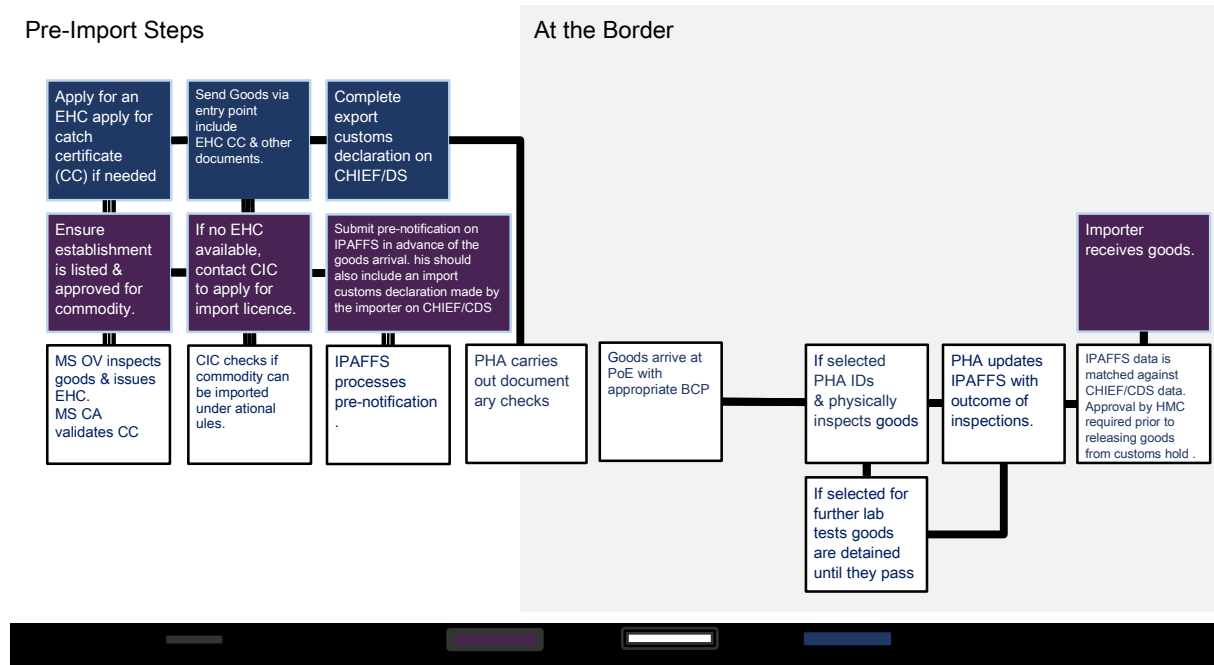 Pre-Import Steps
At the Border
Apply for an
EHC apply for
catch
certificate
(CC) if needed
Send Goods via
entry point
include
EHC CC & other
documents.
Complete
export
customs
declaration on
CHIEF/DS
Ensure
establishment
is listed &
approved for
commodity.
If no EHC
available,
contact CIC
to apply for
import licence.
Submit pre-notification on
IPAFFS in advance of the
goods arrival. his should
also include an import
customs declaration made by
the importer on CHIEF/CDS
Importer
receives goods.
MS OV inspects
goods & issues
EHC.
MS CA
validates CC
CIC checks if
commodity can
be imported
under ational
ules.
IPAFFS
processes
pre-notification
.
PHA carries
out document
ary checks
Goods arrive at
PoE with
appropriate BCP
If selected
PHA IDs
& physically
inspects goods
PHA updates
IPAFFS with
outcome of
inspections.
IPAFFS data is
matched against
CHIEF/CDS data.
Approval by HMC
required prior to
releasing goods
from customs hold .
If selected for
further lab
tests goods
are detained
until they pass